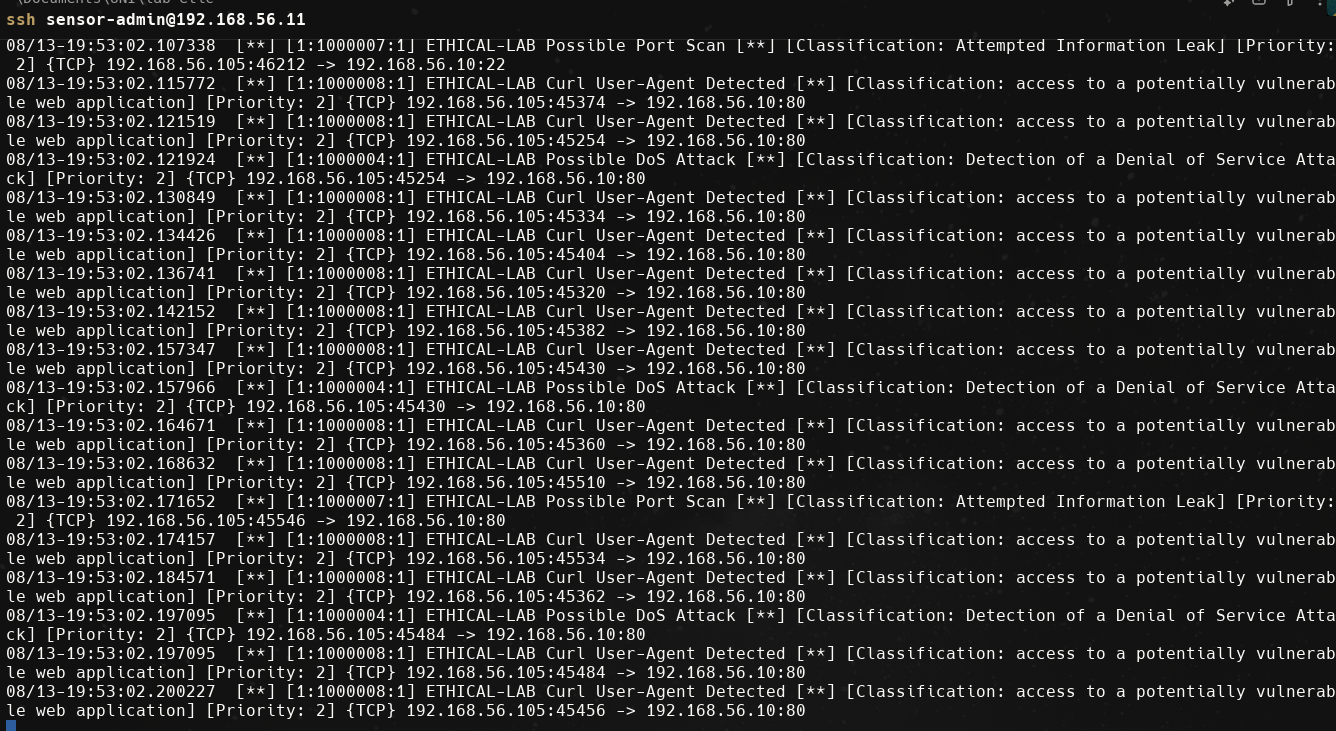 ssh sensor-admin@192.168.56.11
08/13-19:53:02.107338  [**] [1:1000007:1] ETHICAL-LAB Possible Port Scan [**] [Classification: Attempted Information Leak] [Priority:
 2] {TCP} 192.168.56.105:46212 -> 192.168.56.10:22
08/13-19:53:02.115772  [**] [1:1000008:1] ETHICAL-LAB Curl User-Agent Detected [**] [Classification: access to a potentially vulnerab
le web application] [Priority: 2] {TCP} 192.168.56.105:45374 -> 192.168.56.10:80
08/13-19:53:02.121519  [**] [1:1000008:1] ETHICAL-LAB Curl User-Agent Detected [**] [Classification: access to a potentially vulnerab
le web application] [Priority: 2] {TCP} 192.168.56.105:45254 -> 192.168.56.10:80
08/13-19:53:02.121924  [**] [1:1000004:1] ETHICAL-LAB Possible DoS Attack [**] [Classification: Detection of a Denial of Service Atta
ck] [Priority: 2] {TCP} 192.168.56.105:45254 -> 192.168.56.10:80
08/13-19:53:02.130849  [**] [1:1000008:1] ETHICAL-LAB Curl User-Agent Detected [**] [Classification: access to a potentially vulnerab
le web application] [Priority: 2] {TCP} 192.168.56.105:45334 -> 192.168.56.10:80
08/13-19:53:02.134426  [**] [1:1000008:1] ETHICAL-LAB Curl User-Agent Detected [**] [Classification: access to a potentially vulnerab
le web application] [Priority: 2] {TCP} 192.168.56.105:45404 -> 192.168.56.10:80
08/13-19:53:02.136741  [**] [1:1000008:1] ETHICAL-LAB Curl User-Agent Detected [**] [Classification: access to a potentially vulnerab
le web application] [Priority: 2] {TCP} 192.168.56.105:45320 -> 192.168.56.10:80
08/13-19:53:02.142152  [**] [1:1000008:1] ETHICAL-LAB Curl User-Agent Detected [**] [Classification: access to a potentially vulnerab
le web application] [Priority: 2] {TCP} 192.168.56.105:45382 -> 192.168.56.10:80
08/13-19:53:02.157347  [**] [1:1000008:1] ETHICAL-LAB Curl User-Agent Detected [**] [Classification: access to a potentially vulnerab
le web application] [Priority: 2] {TCP} 192.168.56.105:45430 -> 192.168.56.10:80
08/13-19:53:02.157966  [**] [1:1000004:1] ETHICAL-LAB Possible DoS Attack [**] [Classification: Detection of a Denial of Service Atta
ck] [Priority: 2] {TCP} 192.168.56.105:45430 -> 192.168.56.10:80
08/13-19:53:02.164671  [**] [1:1000008:1] ETHICAL-LAB Curl User-Agent Detected [**] [Classification: access to a potentially vulnerab
le web application] [Priority: 2] {TCP} 192.168.56.105:45360 -> 192.168.56.10:80
08/13-19:53:02.168632  [**] [1:1000008:1] ETHICAL-LAB Curl User-Agent Detected [**] [Classification: access to a potentially vulnerab
le web application] [Priority: 2] {TCP} 192.168.56.105:45510 -> 192.168.56.10:80
08/13-19:53:02.171652  [**] [1:1000007:1] ETHICAL-LAB Possible Port Scan [**] [Classification: Attempted Information Leak] [Priority:
 2] {TCP} 192.168.56.105:45546 -> 192.168.56.10:80
08/13-19:53:02.174157  [**] [1:1000008:1] ETHICAL-LAB Curl User-Agent Detected [**] [Classification: access to a potentially vulnerab
le web application] [Priority: 2] {TCP} 192.168.56.105:45534 -> 192.168.56.10:80
08/13-19:53:02.184571  [**] [1:1000008:1] ETHICAL-LAB Curl User-Agent Detected [**] [Classification: access to a potentially vulnerab
le web application] [Priority: 2] {TCP} 192.168.56.105:45362 -> 192.168.56.10:80
08/13-19:53:02.197095  [**] [1:1000004:1] ETHICAL-LAB Possible DoS Attack [**] [Classification: Detection of a Denial of Service Atta
ck] [Priority: 2] {TCP} 192.168.56.105:45484 -> 192.168.56.10:80
08/13-19:53:02.197095  [**] [1:1000008:1] ETHICAL-LAB Curl User-Agent Detected [**] [Classification: access to a potentially vulnerab
le web application] [Priority: 2] {TCP} 192.168.56.105:45484 -> 192.168.56.10:80
08/13-19:53:02.200227  [**] [1:1000008:1] ETHICAL-LAB Curl User-Agent Detected [**] [Classification: access to a potentially vulnerab
le web application] [Priority: 2] {TCP} 192.168.56.105:45456 -> 192.168.56.10:80